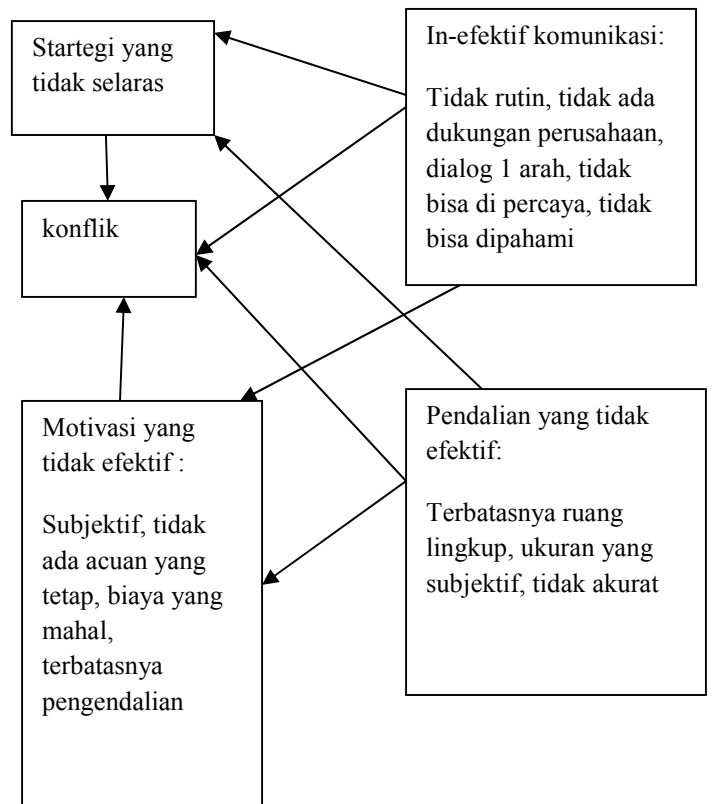 Startegi yang
tidak selaras
In-efektif komunikasi:
Tidak rutin, tidak ada
dukungan perusahaan,
dialog 1 arah, tidak
bisa di percaya, tidak
bisa dipahami
konflik
Motivasi yang
tidak efektif :
Subjektif, tidak
ada acuan yang
tetap, biaya yang
mahal,
terbatasnya
pengendalian
Pendalian yang tidak
efektif:
Terbatasnya ruang
lingkup, ukuran yang
subjektif, tidak akurat